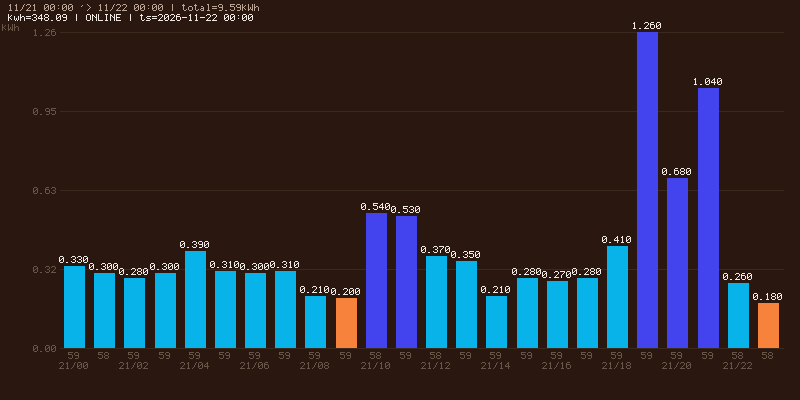 11/21 00:00 -> 11/22 00:00 | total=9.59kWh
Kwh=348.09 | ONLINE | ts=2026-11-22 00:00
kWh
1.26
0.95
0.63
0.32
0.00
0.330 0.300 0.280 0.300 0.390 0.310 0.300 0.310 0.210 0.200 0.540 0.530 0.370 0.350 0.210 0.280 0.270 0.280 0.410 1.260 0.680 1.040 0.260 0.180
59 58 59 59 59 59 59 59 59 59 58 59 58 59 59 59 59 59 59 59 59 59 58 58
21/00 21/02 21/04 21/06 21/08 21/10 21/12 21/14 21/16 21/18 21/20 21/22